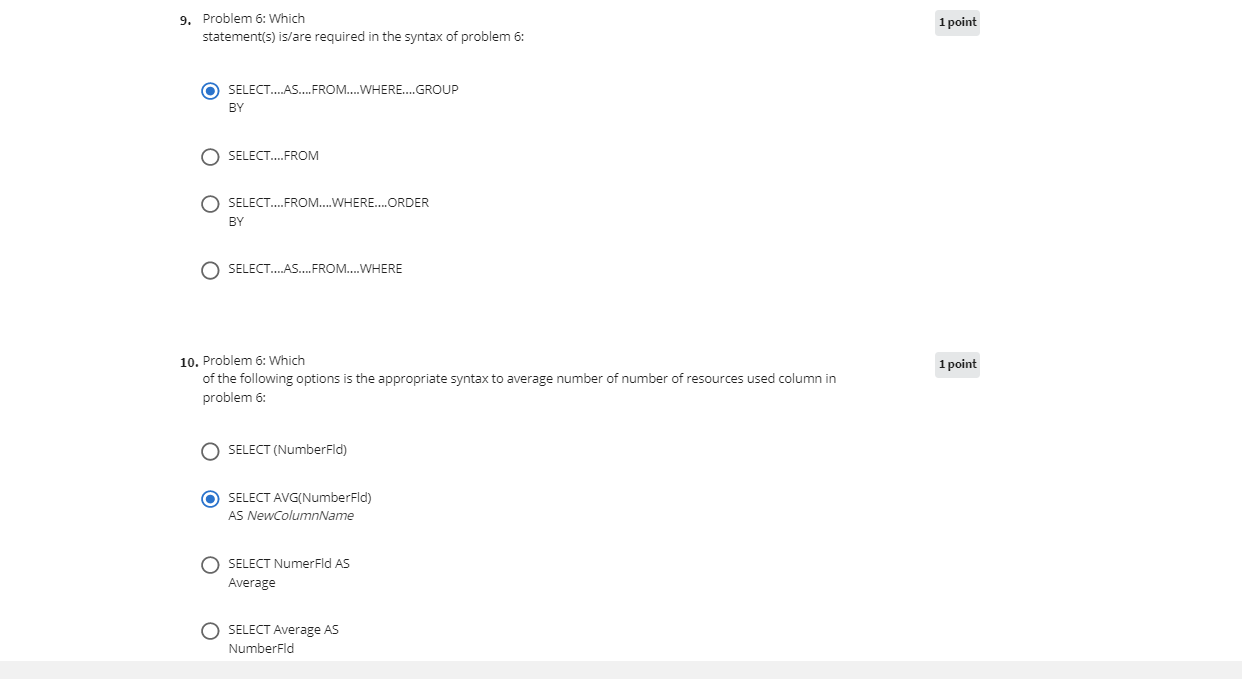 9. Problem 6: Which
1 point
statement(s) is/are required in the syntax of problem 6:
SELECT....AS....FROM....WHERE....GROUP
BY
SELECT....FROM
SELECT....FROM....WHERE....ORDER
BY
SELECT....AS....FROM....WHERE
10. Problem 6: Which
1 point
of the following options is the appropriate syntax to average number of number of resources used column in
problem 6:
SELECT (NumberFld)
SELECT AVG(NumberFld)
AS NewColumnName
SELECT NumerFld AS
Average
SELECT Average AS
NumberFld